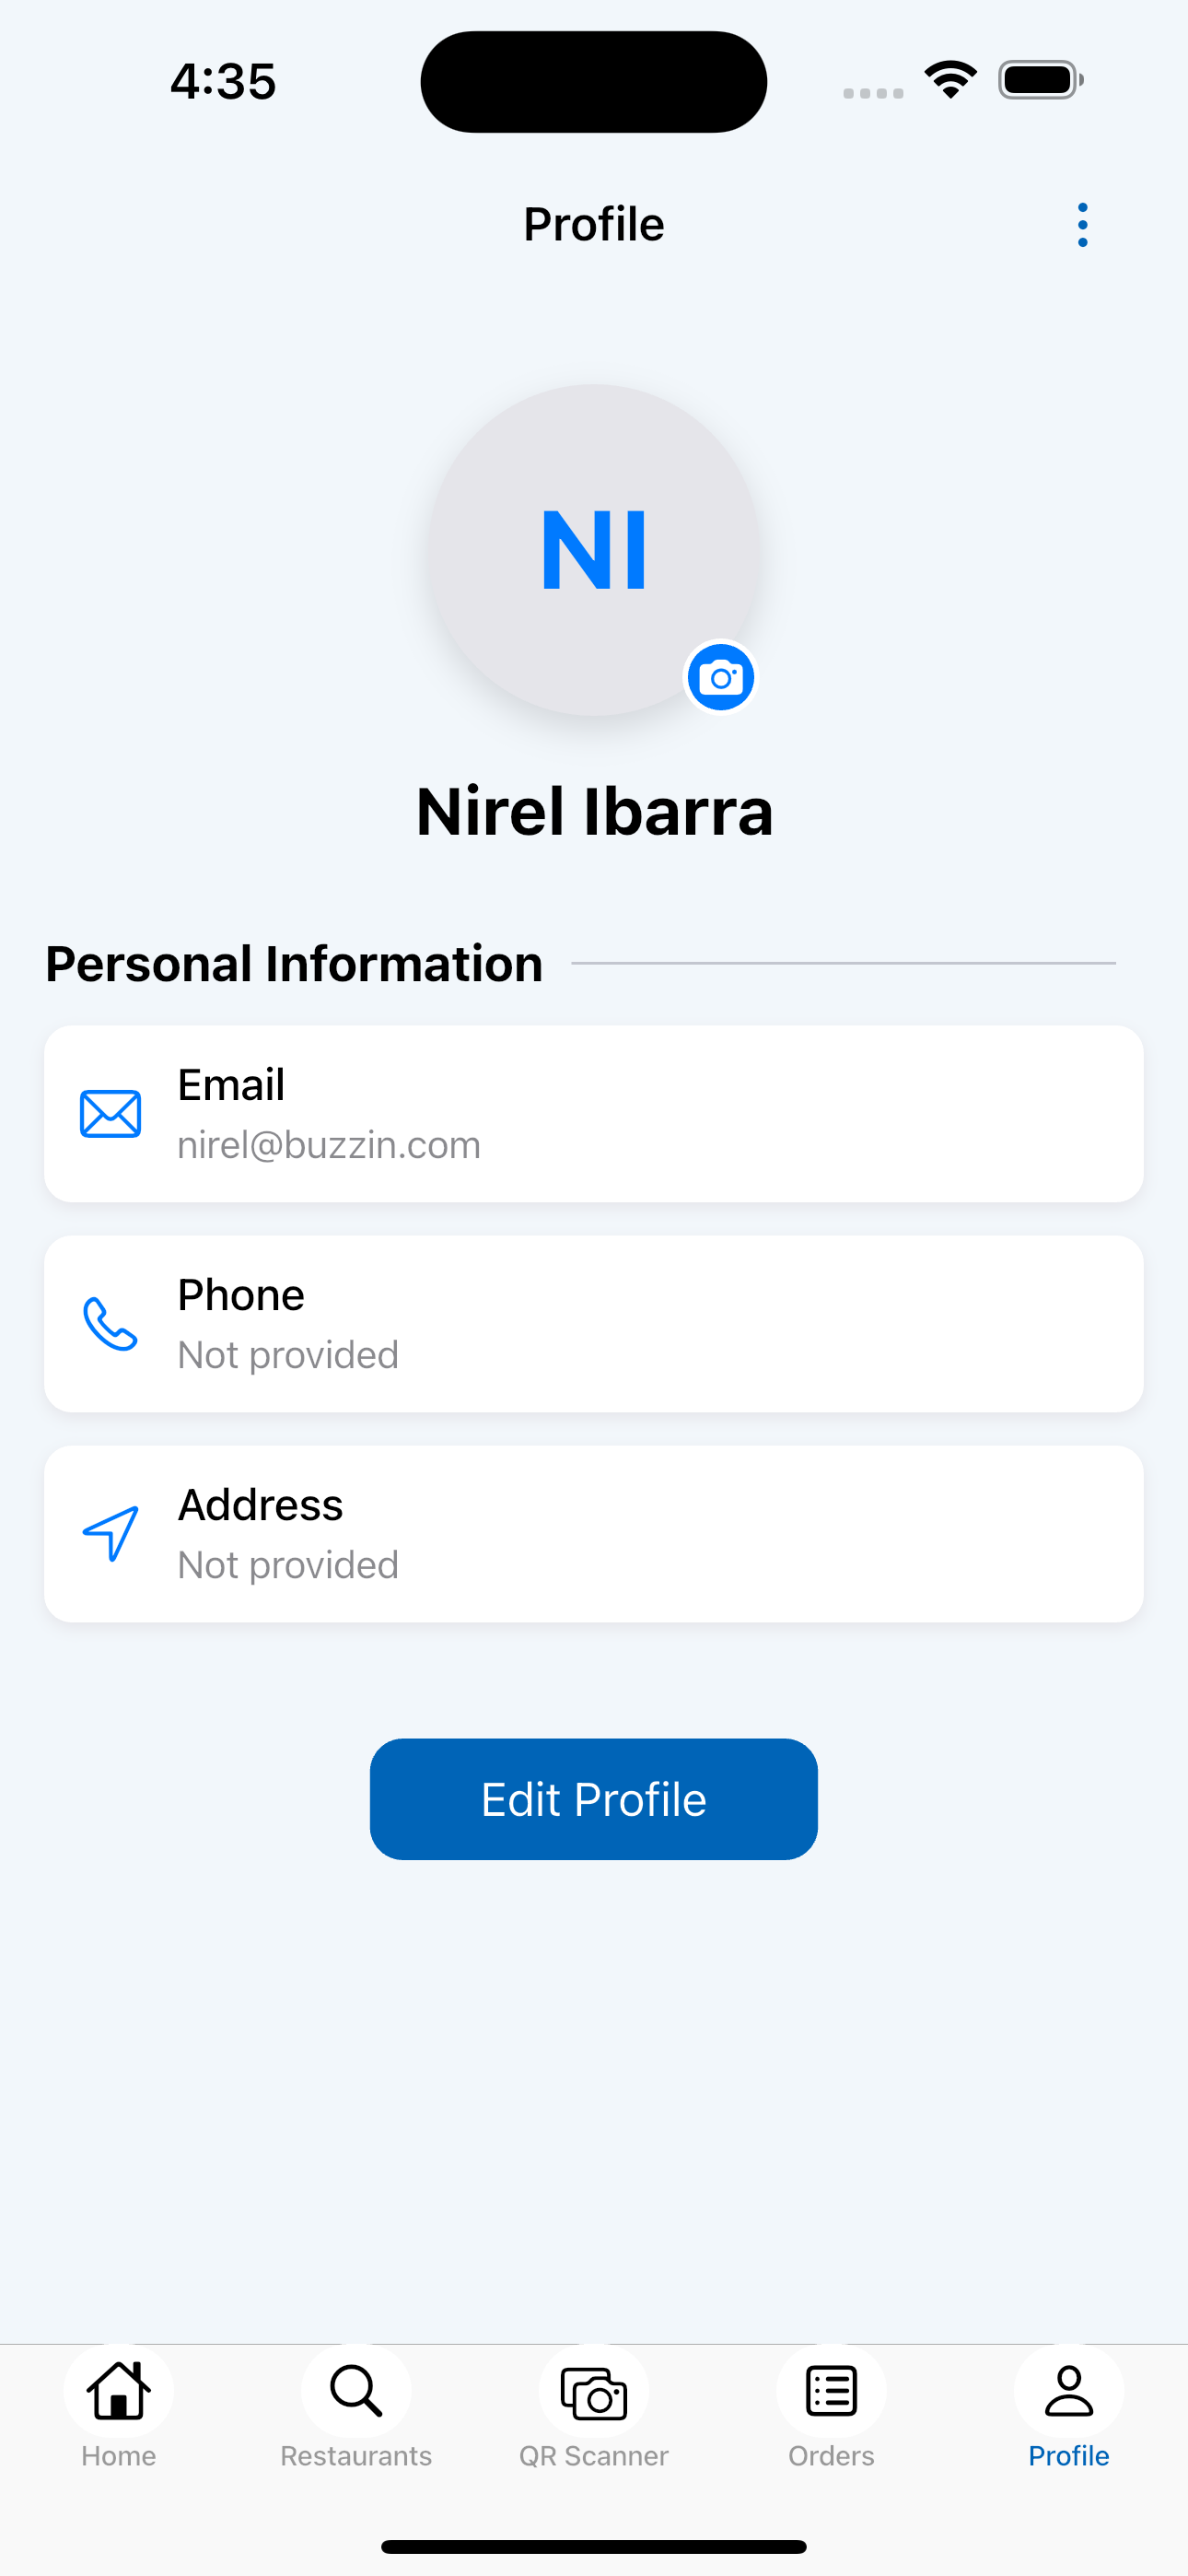 4:35
Profile
NI
Nirel Ibarra
Personal Information
Email
nirel@buzzin.com
Phone
Not provided
Address
Not provided
Edit Profile
Home
Restaurants
QR Scanner
Orders
Profile